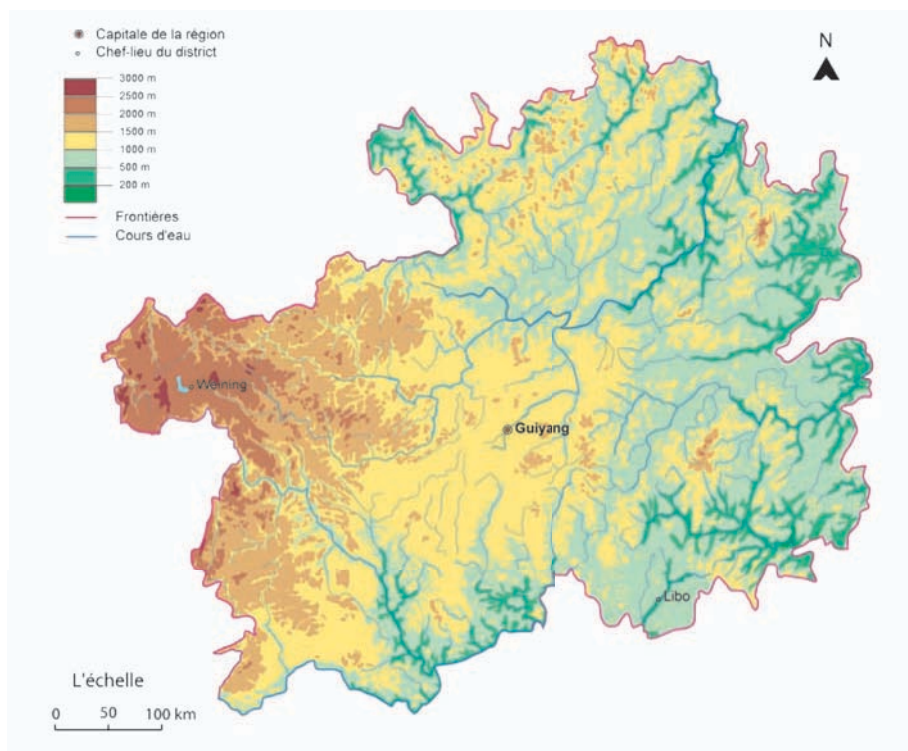 Capitale de la région
Chef-lieu du district
N
3000 m
2500 m
2000 m
1500 m
1000 m
500 m
200 m
Frontières
Cours d'eau
Weining
Guiyang
Libo
L'échelle
0 50 100 km